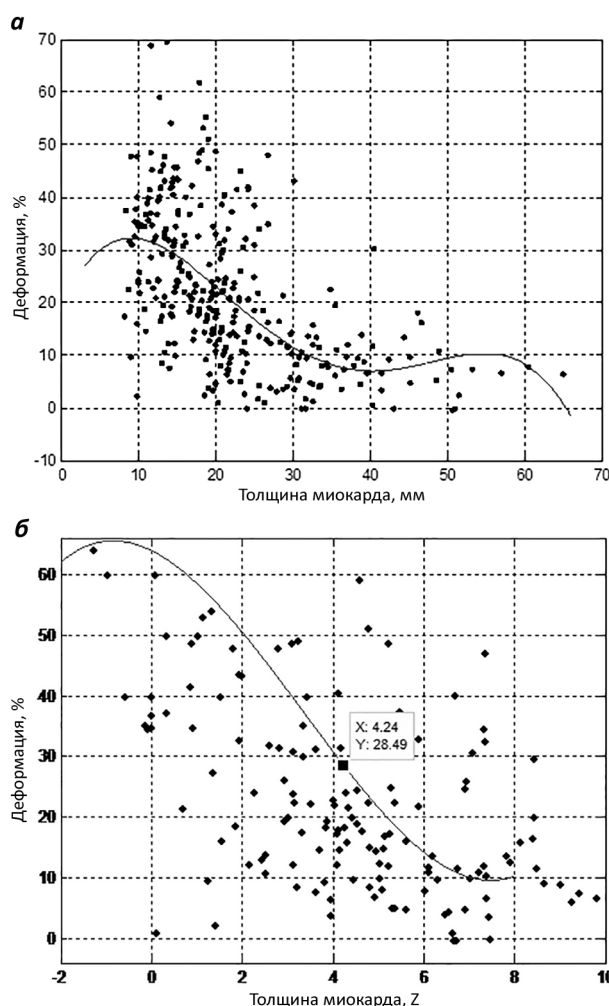 а
70
60
50
40
30
20
10
0
-10
Деформация, %
0 10 20 30 40 50 60 70
Толщина миокарда, мм
б
60
50
40
30
20
10
0
Деформация, %
X: 4.24
Y: 28.49
-2 0 2 4 6 8 10
Толщина миокарда, Z